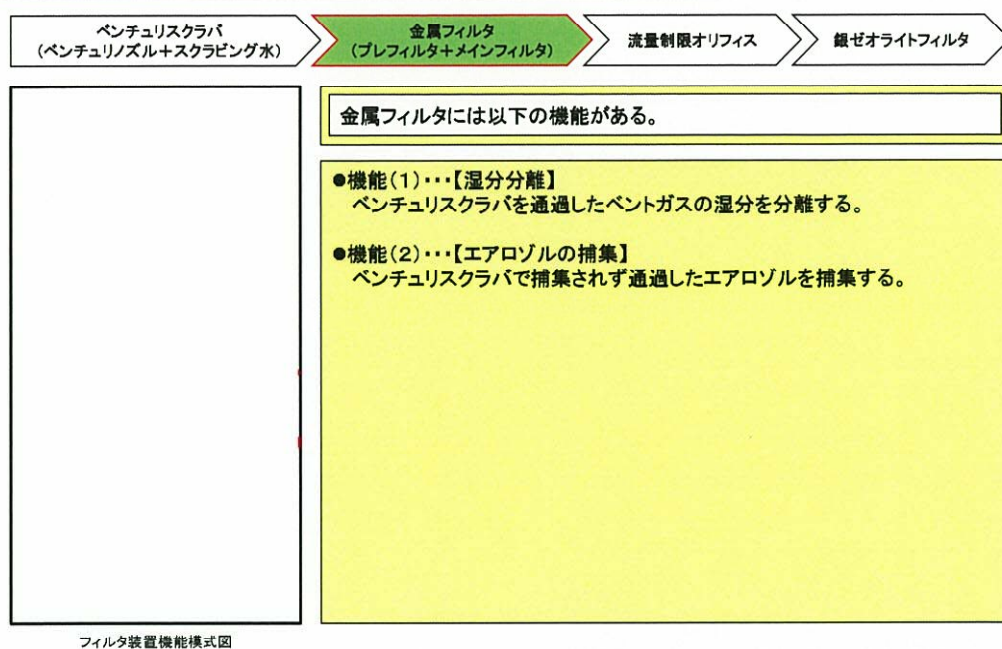 ベンチュリスクラバ
(ベンチュリノズル+スクラビング水)
金属フィルタ
(プレフィルタ+メインフィルタ)
流量制限オリフィス
銀ゼオライトフィルタ
金属フィルタには以下の機能がある。
●機能(1)・・・【湿分分離】
ベンチュリスクラバを通過したベントガスの湿分を分離する。
●機能(2)・・・【エアロゾルの捕集】
ベンチュリスクラバで捕集されず通過したエアロゾルを捕集する。
フィルタ装置機能模式図